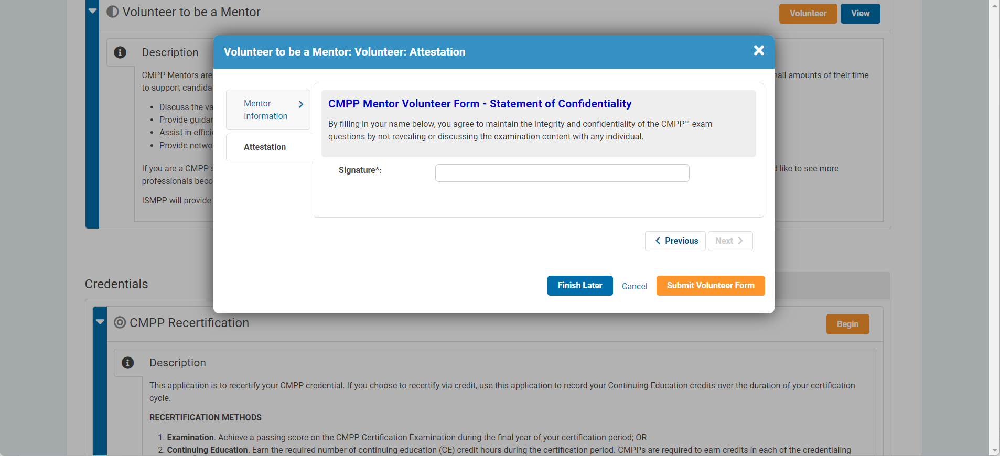 Volunteer to be a Mentor
Volunteer
View
Description
CMPP Mentors are
all amounts of their time
to support candidat
Discuss the va
Provide guidar
Assist in efficie
Provide netwo
If you are a CMPP s
d like to see more
professionals beco
ISMPP will provide
Volunteer to be a Mentor: Volunteer: Attestation
Mentor
Information
Attestation
CMPP Mentor Volunteer Form - Statement of Confidentiality
By filling in your name below, you agree to maintain the integrity and confidentiality of the CMPP™ exam
questions by not revealing or discussing the examination content with any individual.
Signature*:
Previous
Next
Finish Later
Cancel
Submit Volunteer Form
Credentials
CMPP Recertification
Begin
Description
This application is to recertify your CMPP credential. If you choose to recertify via credit, use this application to record your Continuing Education credits over the duration of your certification
cycle.
RECERTIFICATION METHODS
1. Examination. Achieve a passing score on the CMPP Certification Examination during the final year of your certification period; OR
2. Continuing Education. Earn the required number of continuing education (CE) credit hours during the certification period. CMPPs are required to earn credits in each of the credentialing